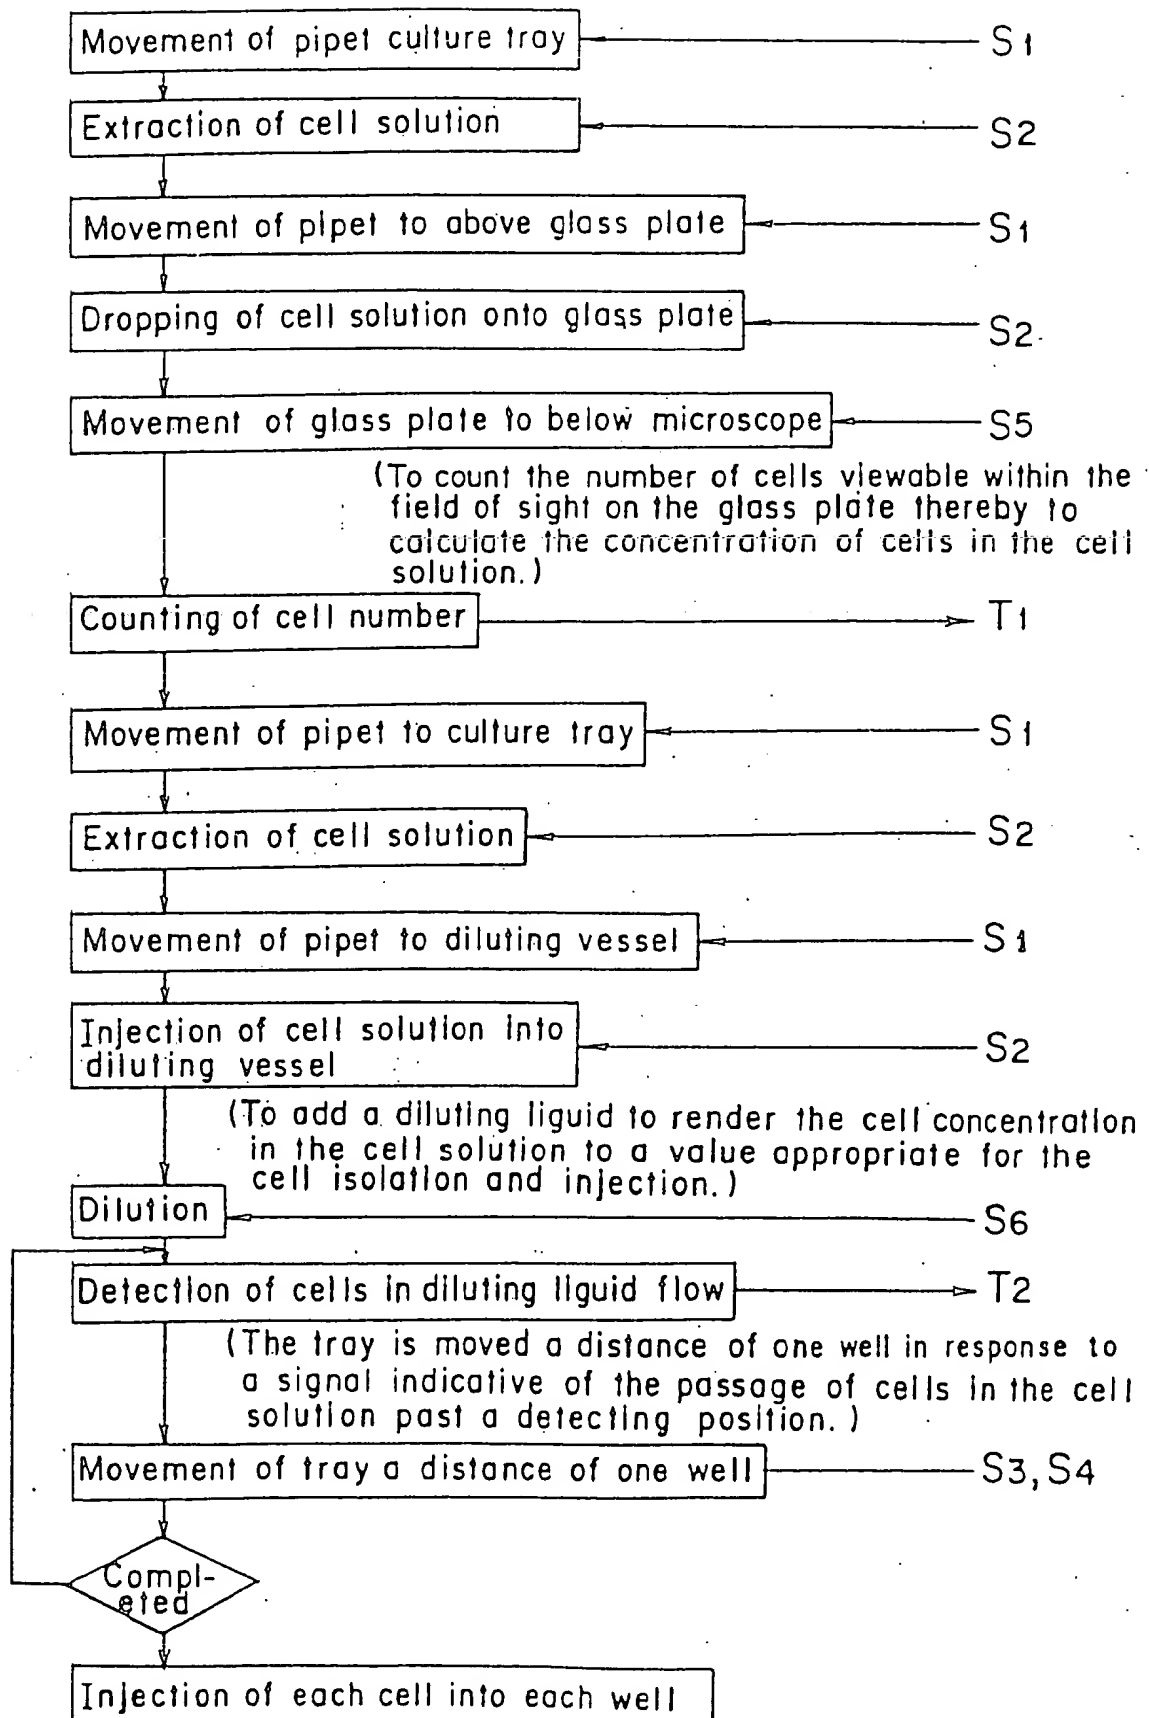 Movement of pipet culture tray
S1
Extraction of cell solution
S2
Movement of pipet to above glass plate
S1
Dropping of cell solution onto glass plate
S2
Movement of glass plate to below microscope
S5
(To count the number of cells viewable within the
field of sight on the glass plate thereby to
calculate the concentration of cells in the cell
solution.)
Counting of cell number
T1
Movement of pipet to culture tray
S1
Extraction of cell solution
S2
Movement of pipet to diluting vessel
S1
Injection of cell solution into
diluting vessel
S2
(To add a diluting liguid to render the cell concentration
in the cell solution to a value appropriate for the
cell isolation and injection.)
Dilution
S6
Detection of cells in diluting liguid flow
T2
(The tray is moved a distance of one well in response to
a signal indicative of the passage of cells in the cell
solution past a detecting position.)
Movement of tray a distance of one well
S3, S4
Compl-
eted
Injection of each cell into each well